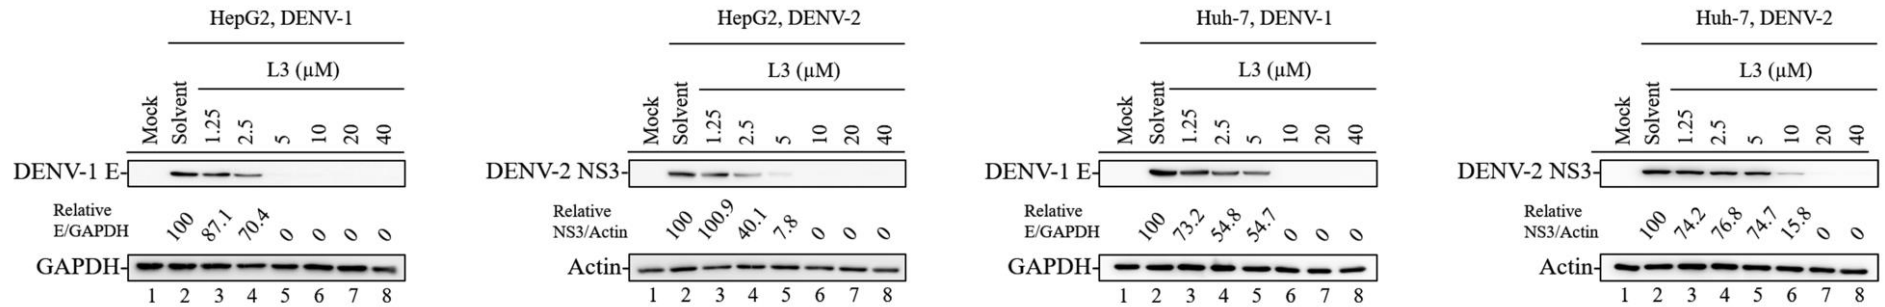 HepG2, DENV-1
L3 (µM)
Mock Solvent 1.25 2.5 5 10 20 40
DENV-1 E-
Relative
E/GAPDH 100 87.1 70.4 0 0 0 0
GAPDH-
1 2 3 4 5 6 7 8
HepG2, DENV-2
L3 (µM)
Mock Solvent 1.25 2.5 5 10 20 40
DENV-2 NS3-
Relative
NS3/Actin 100 100.9 40.1 7.8 0 0 0
Actin-
1 2 3 4 5 6 7 8
Huh-7, DENV-1
L3 (µM)
Mock Solvent 1.25 2.5 5 10 20 40
DENV-1 E-
Relative
E/GAPDH 100 73.2 54.8 54.7 0 0 0
GAPDH-
1 2 3 4 5 6 7 8
Huh-7, DENV-2
L3 (µM)
Mock Solvent 1.25 2.5 5 10 20 40
DENV-2 NS3-
Relative
NS3/Actin 100 74.2 76.8 74.7 15.8 0 0
Actin-
1 2 3 4 5 6 7 8